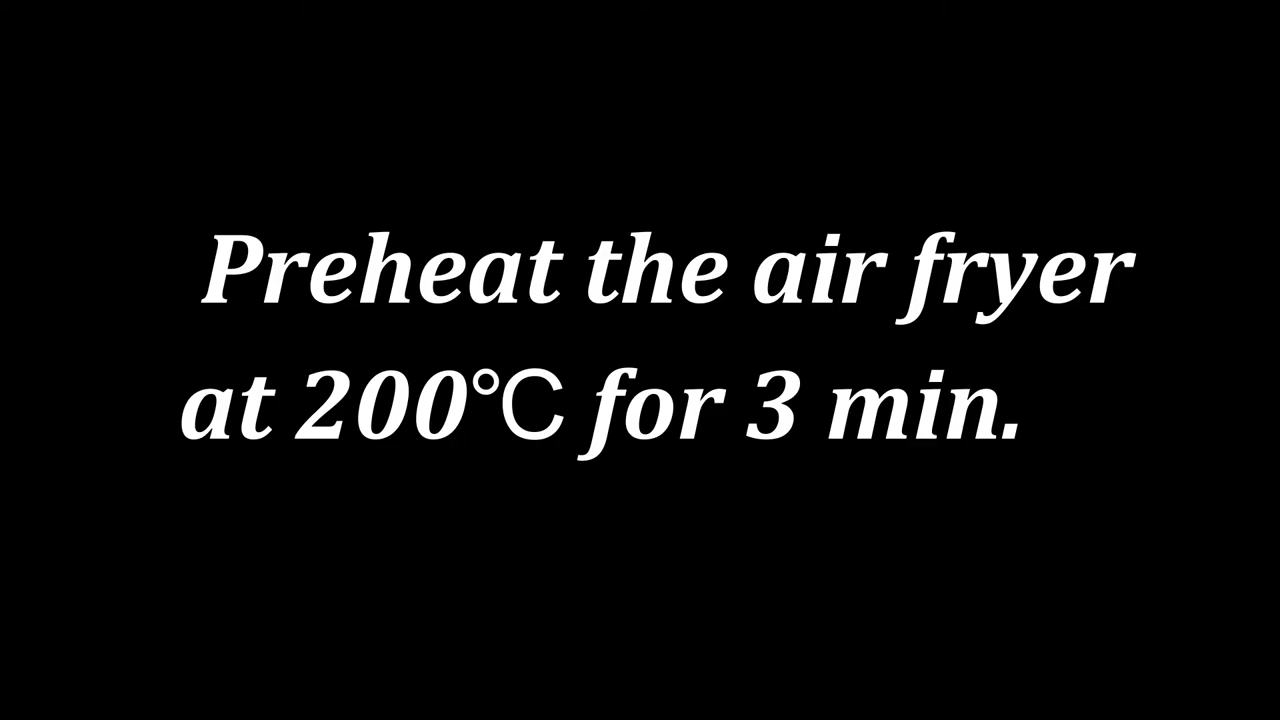 Preheat the air fryer
at 200℃ for 3 min.